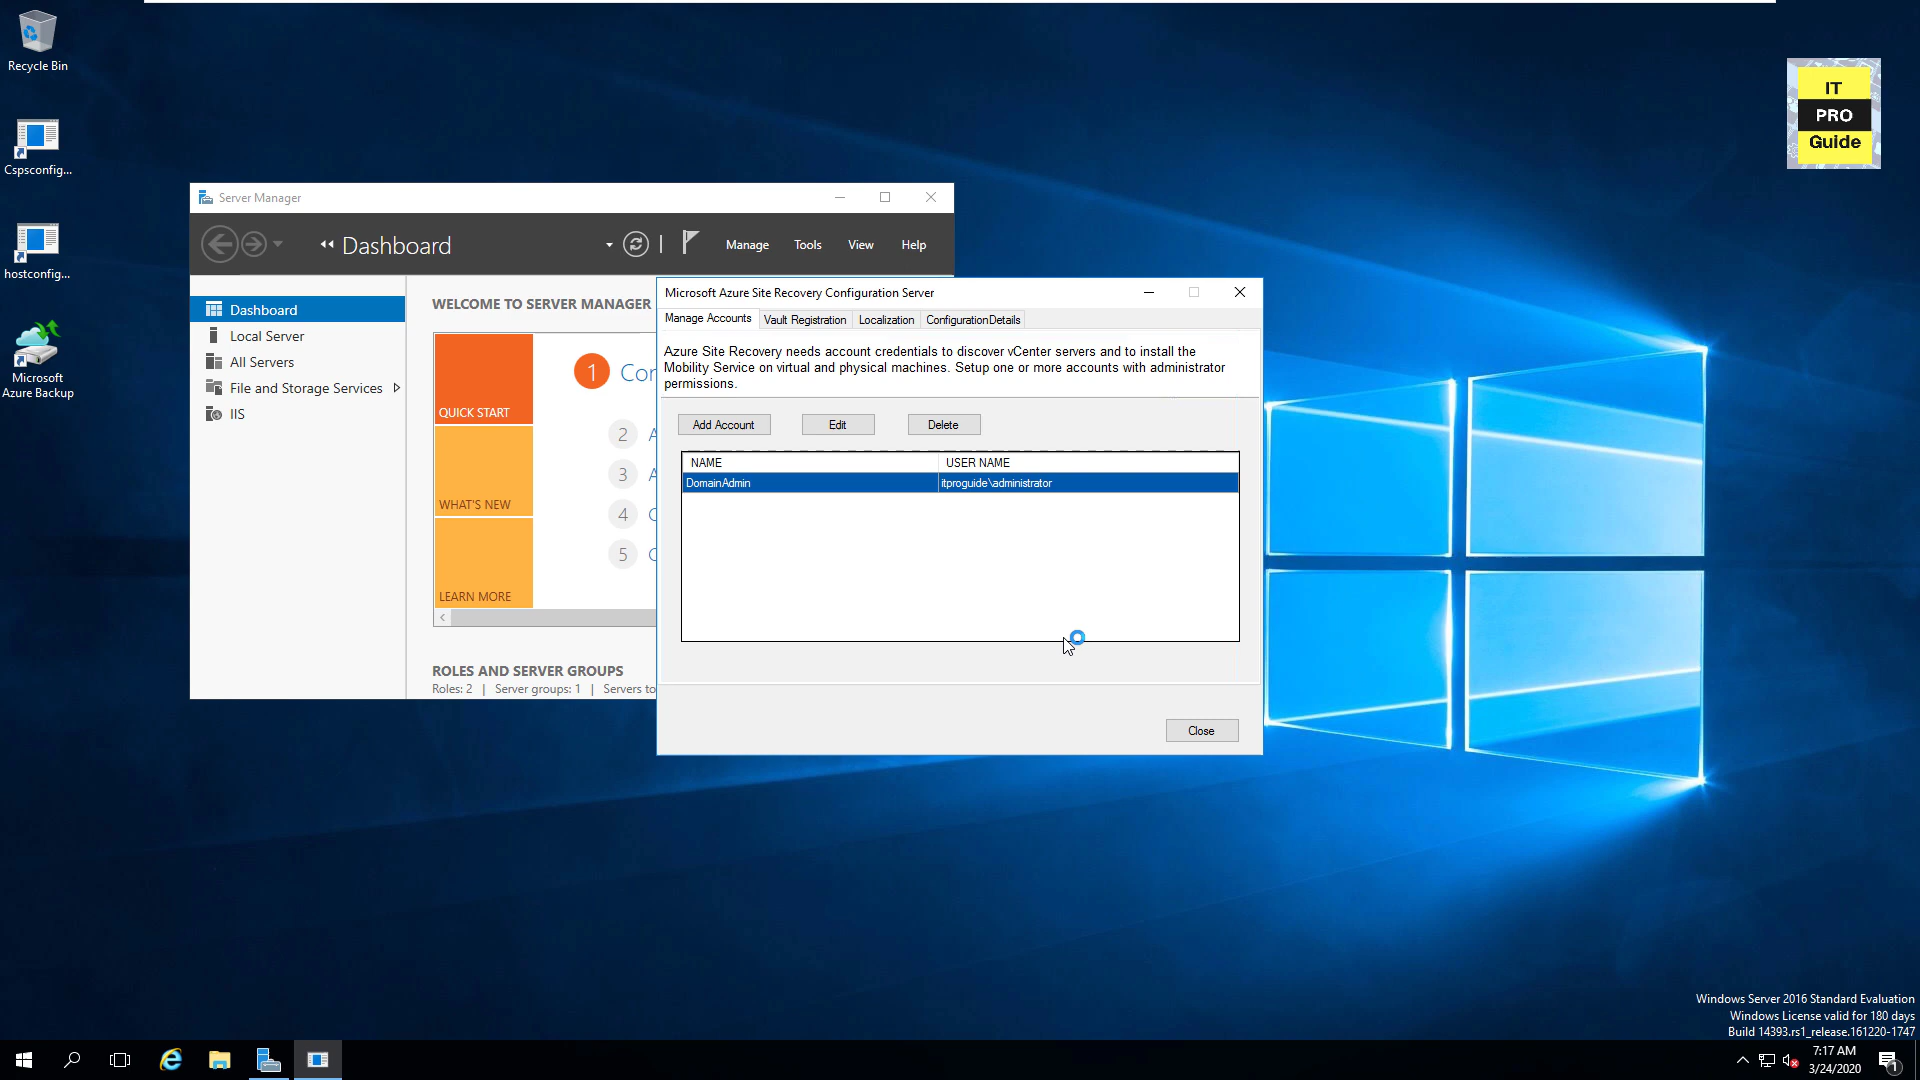 Recycle Bin
Cspsconfig...
hostconfig...
Microsoft
Azure Backup
IT
PRO
Guide
Server Manager
Dashboard
Manage
Tools
View
Help
Dashboard
Local Server
All Servers
File and Storage Services
IIS
WELCOME TO SERVER MANAGER
QUICK START
WHAT'S NEW
LEARN MORE
1 Con
2 A
3 A
4 C
5 C
ROLES AND SERVER GROUPS
Roles: 2 | Server groups: 1 | Servers to
Microsoft Azure Site Recovery Configuration Server
Manage Accounts
Vault Registration
Localization
ConfigurationDetails
Azure Site Recovery needs account credentials to discover vCenter servers and to install the
Mobility Service on virtual and physical machines. Setup one or more accounts with administrator
permissions.
Add Account
Edit
Delete
NAME USER NAME
DomainAdmin itproguide\administrator
Close
Windows Server 2016 Standard Evaluation
Windows License valid for 180 days
Build 14393.rs1_release.161220-1747
7:17 AM
3/24/2020
1